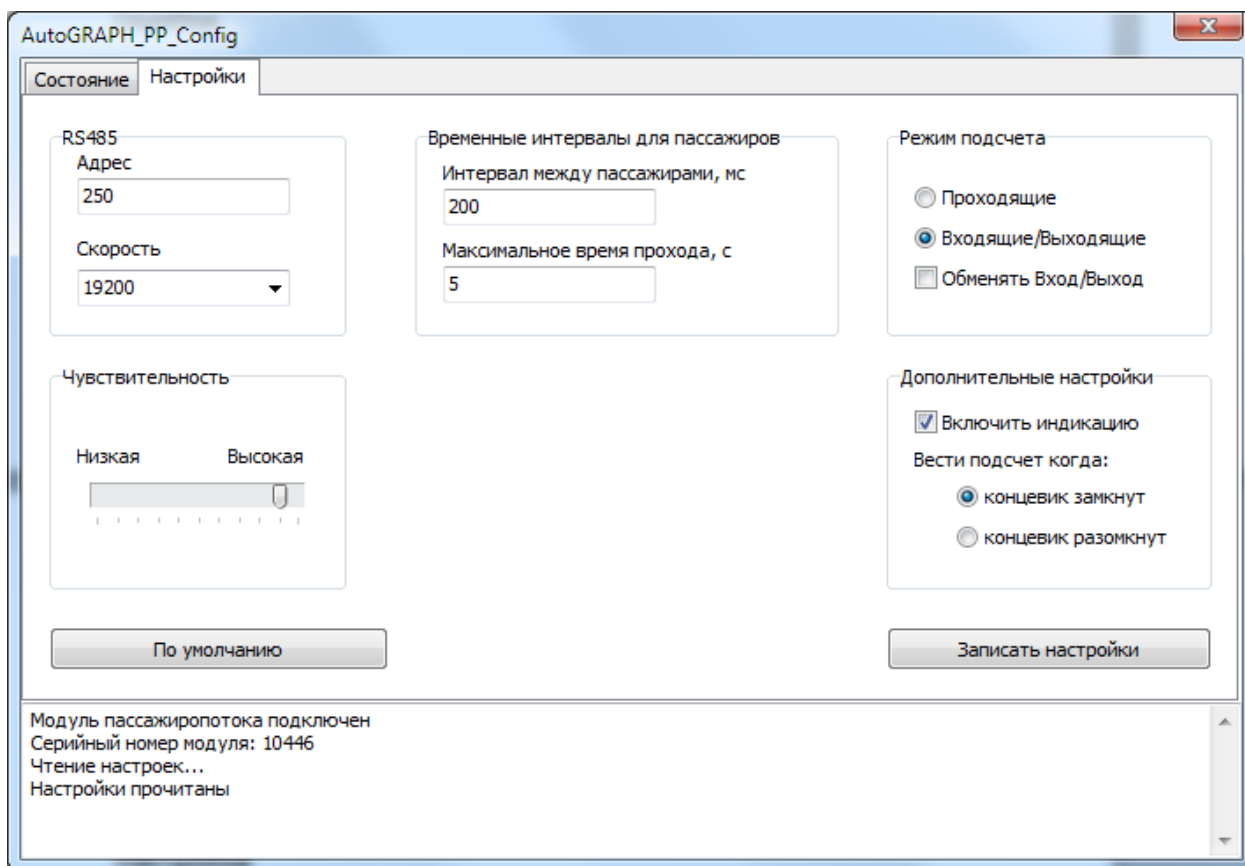 AutoGRAPH_PP_Config
Состояние
Настройки
RS485
Адрес
250
Скорость
19200
Временные интервалы для пассажиров
Интервал между пассажирами, мс
200
Максимальное время прохода, с
5
Режим подсчета
Проходящие
Входящие/Выходящие
Обменять Вход/Выход
Чувствительность
Низкая
Высокая
Дополнительные настройки
Включить индикацию
Вести подсчет когда:
концевик замкнут
концевик разомкнут
По умолчанию
Записать настройки
Модуль пассажиропотока подключен
Серийный номер модуля: 10446
Чтение настроек...
Настройки прочитаны